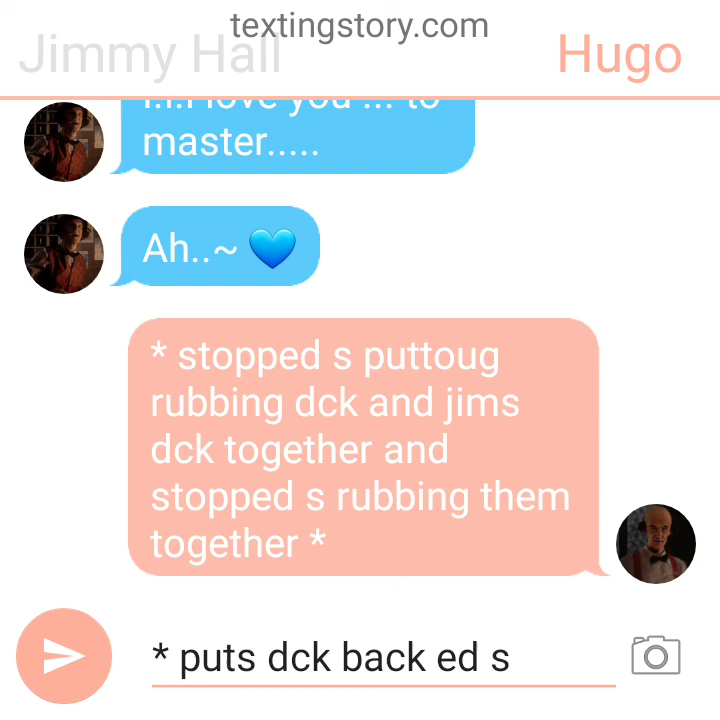 textingstory.com
Jimmy Hall
Hugo
I.I.I love you ... to
master.....
Ah..~ 💙
* stopped s puttoug
rubbing dck and jims
dck together and
stopped s rubbing them
together *
* puts dck back ed s